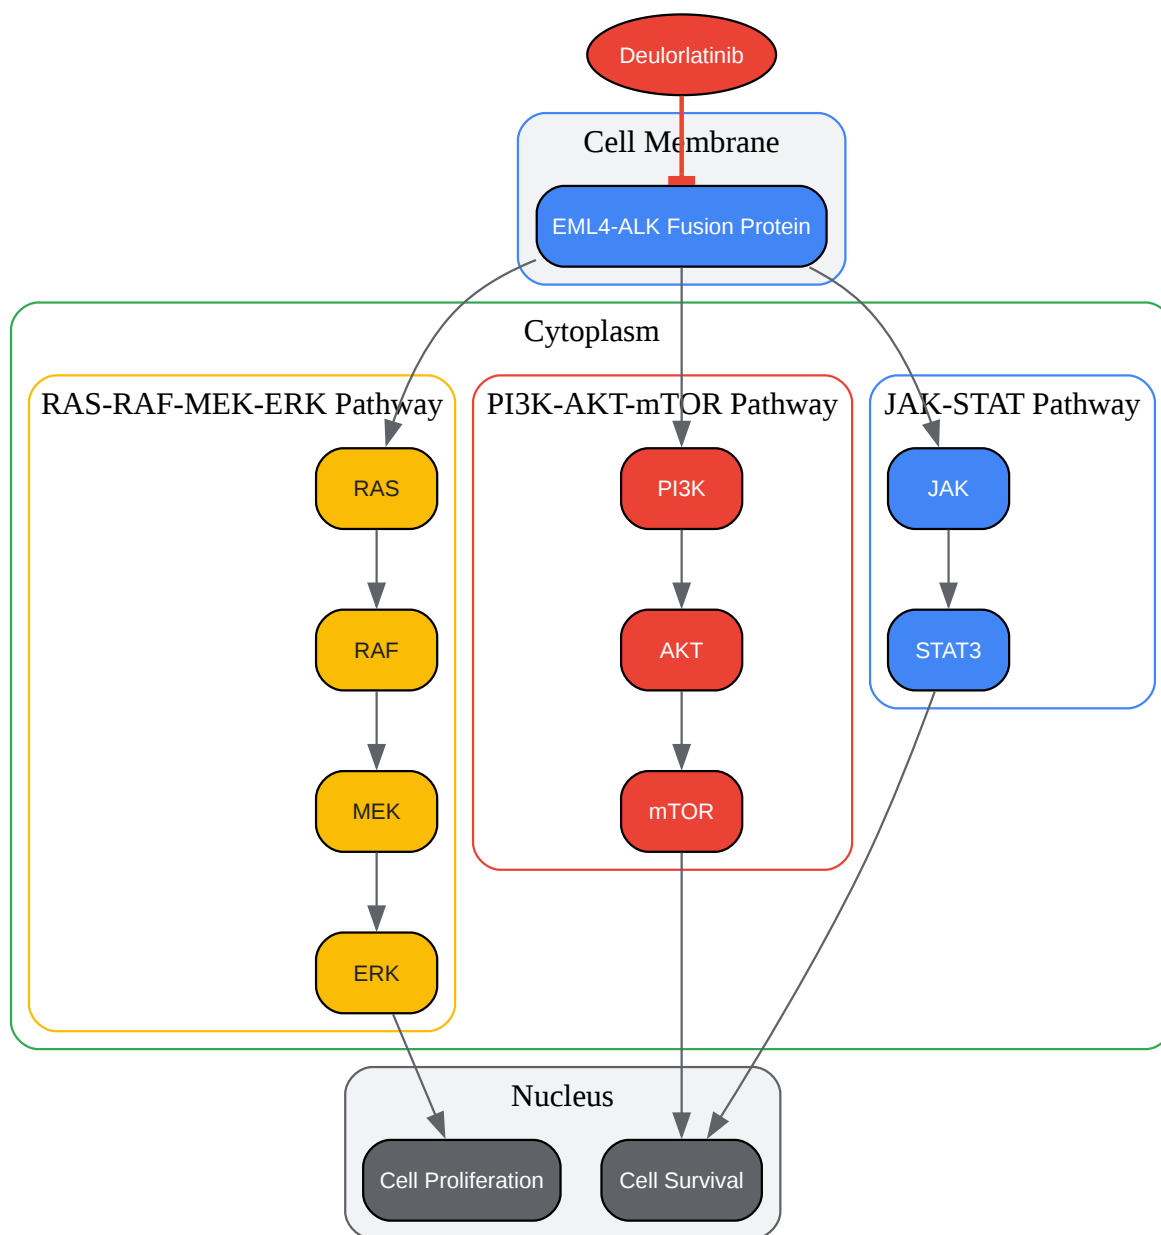 Deulorlatinib
Cell Membrane
EML4-ALK Fusion Protein
Cytoplasm
RAS-RAF-MEK-ERK Pathway
PI3K-AKT-mTOR Pathway
JAK-STAT Pathway
RAS
PI3K
JAK
RAF
AKT
STAT3
MEK
mTOR
ERK
Nucleus
Cell Proliferation
Cell Survival